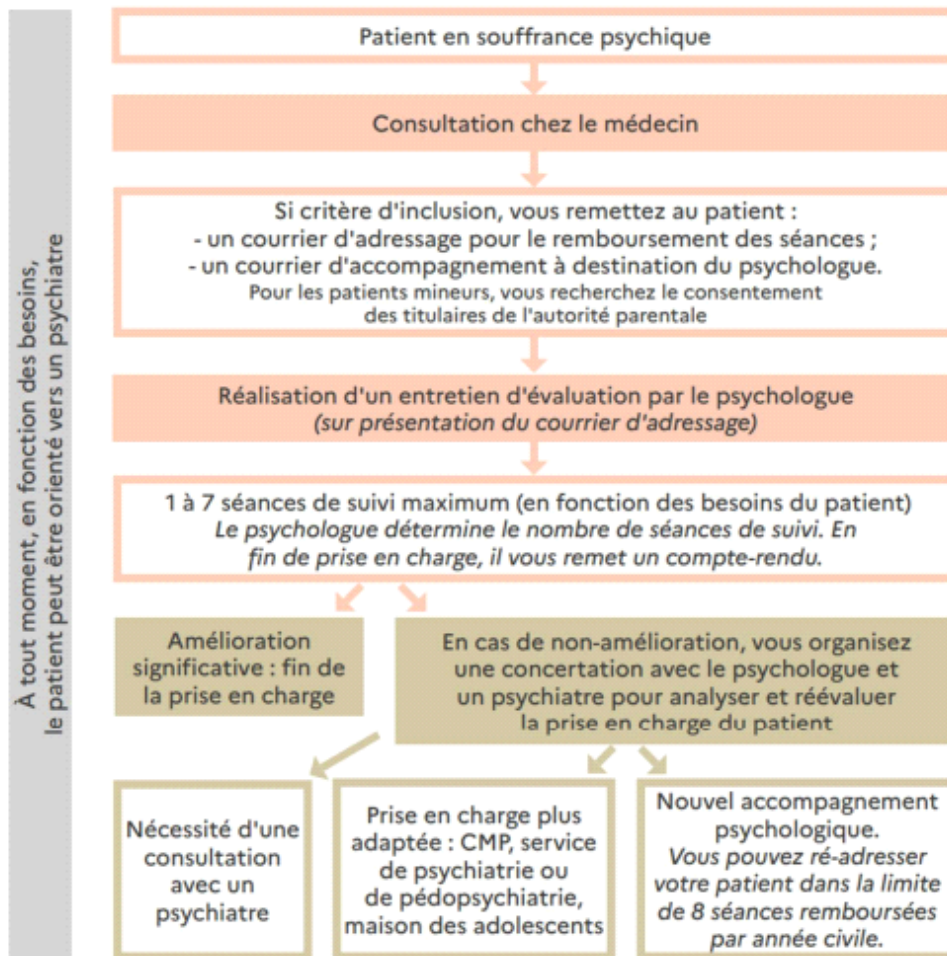 À tout moment, en fonction des besoins,
le patient peut être orienté vers un psychiatre
Patient en souffrance psychique
Consultation chez le médecin
Si critère d'inclusion, vous remettez au patient :
- un courrier d'adressage pour le remboursement des séances ;
- un courrier d'accompagnement à destination du psychologue.
Pour les patients mineurs, vous recherchez le consentement
des titulaires de l'autorité parentale
Réalisation d'un entretien d'évaluation par le psychologue
(sur présentation du courrier d'adressage)
1 à 7 séances de suivi maximum (en fonction des besoins du patient)
Le psychologue détermine le nombre de séances de suivi. En
fin de prise en charge, il vous remet un compte-rendu.
Amélioration
significative : fin de
la prise en charge
En cas de non-amélioration, vous organisez
une concertation avec le psychologue et
un psychiatre pour analyser et réévaluer
la prise en charge du patient
Nécessité d'une
consultation
avec un
psychiatre
Prise en charge plus
adaptée : CMP, service
de psychiatrie ou
de pédopsychiatrie,
maison des adolescents
Nouvel accompagnement
psychologique.
Vous pouvez ré-adresser
votre patient dans la limite
de 8 séances remboursées
par année civile.